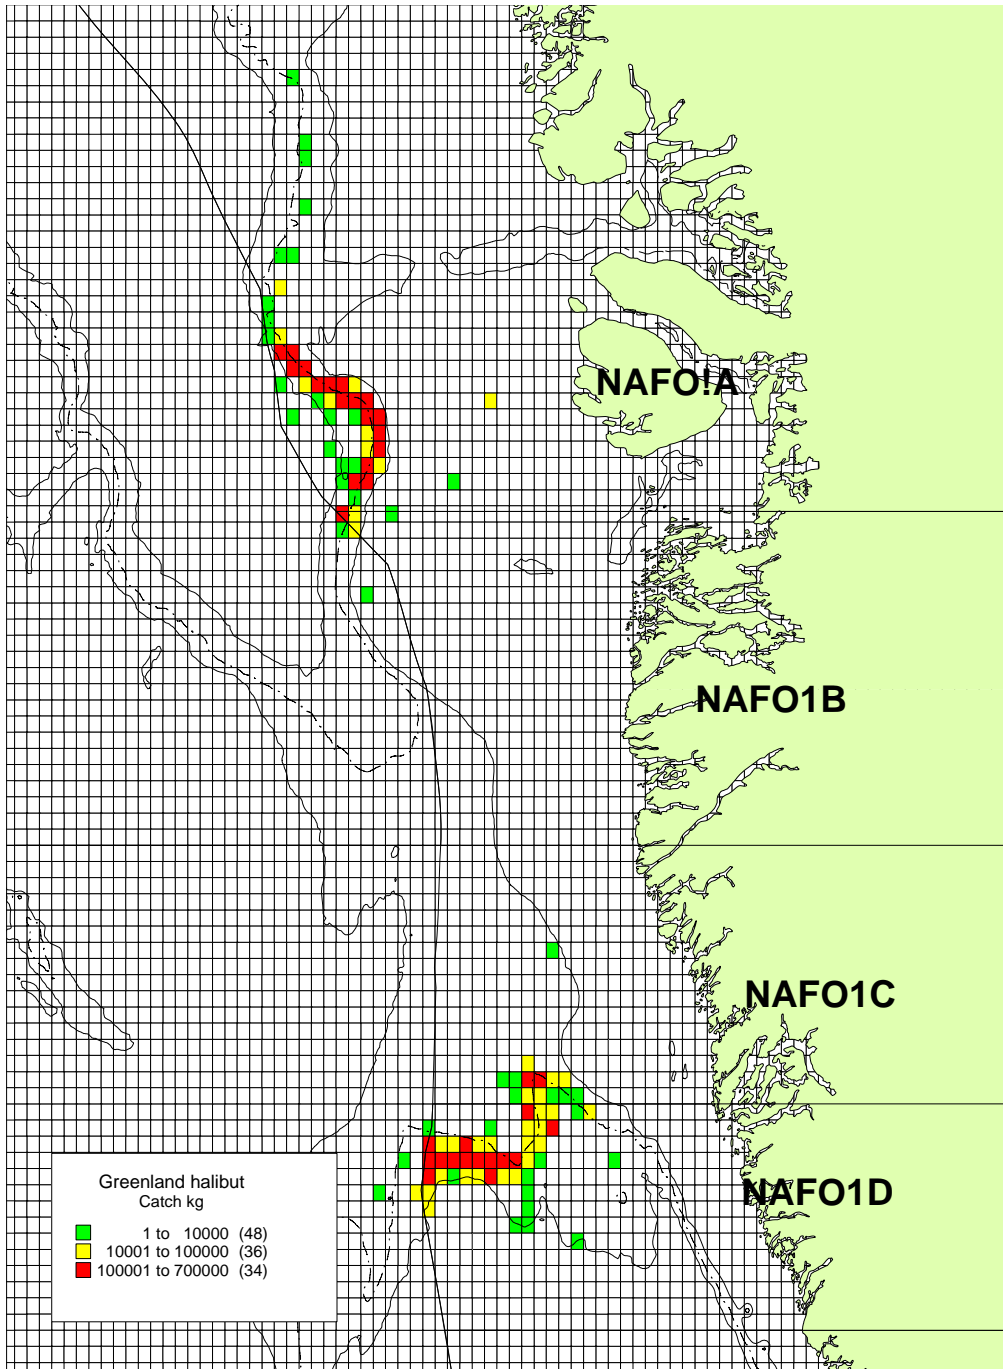 NAFO!A
NAFO1B
NAFO1C
NAFO1D
Greenland halibut
Catch kg
1 to 10000 (48)
10001 to 100000 (36)
100001 to 700000 (34)